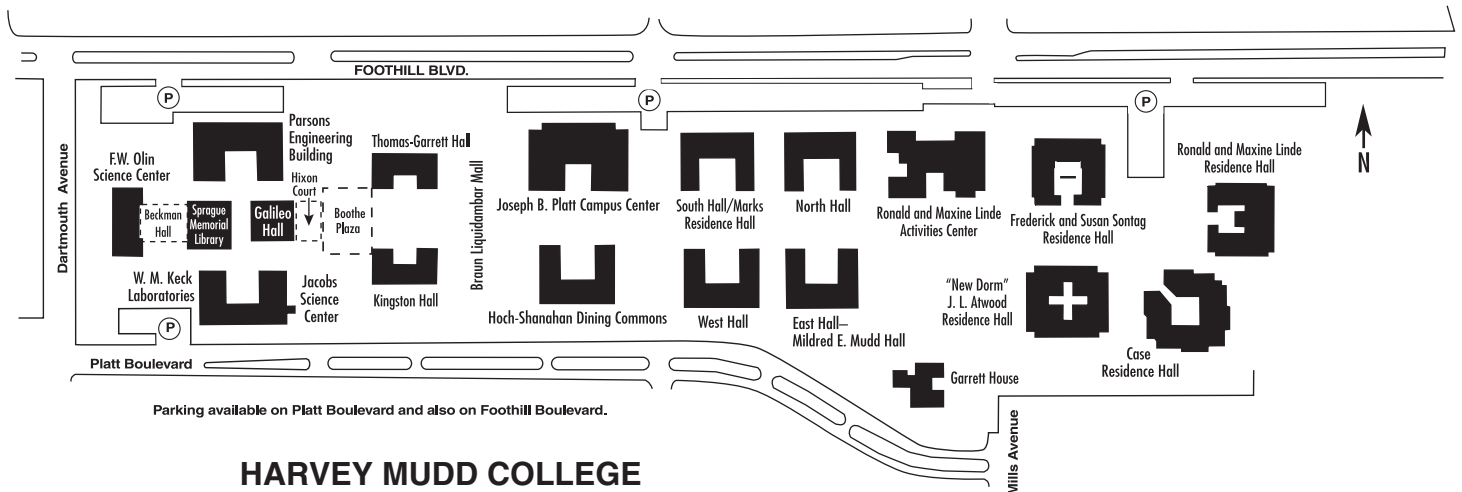 FOOTHILL BLVD.
P
P
P
N
Dartmouth Avenue
F.W. Olin
Science Center
Parsons
Engineering
Building
Thomas-Garrett Hall
Hixon
Court
Beckman
Hall
Sprague
Memorial
Library
Galileo
Hall
Boothe
Plaza
Braun Liquidambar Mall
Joseph B. Platt Campus Center
South Hall/Marks
Residence Hall
North Hall
Ronald and Maxine Linde
Activities Center
Frederick and Susan Sontag
Residence Hall
Ronald and Maxine Linde
Residence Hall
W. M. Keck
Laboratories
Jacobs
Science
Center
Kingston Hall
Hoch-Shanahan Dining Commons
West Hall
East Hall–
Mildred E. Mudd Hall
“New Dorm”
J. L. Atwood
Residence Hall
Case
Residence Hall
P
Platt Boulevard
Garrett House
Parking available on Platt Boulevard and also on Foothill Boulevard.
Mills Avenue
HARVEY MUDD COLLEGE